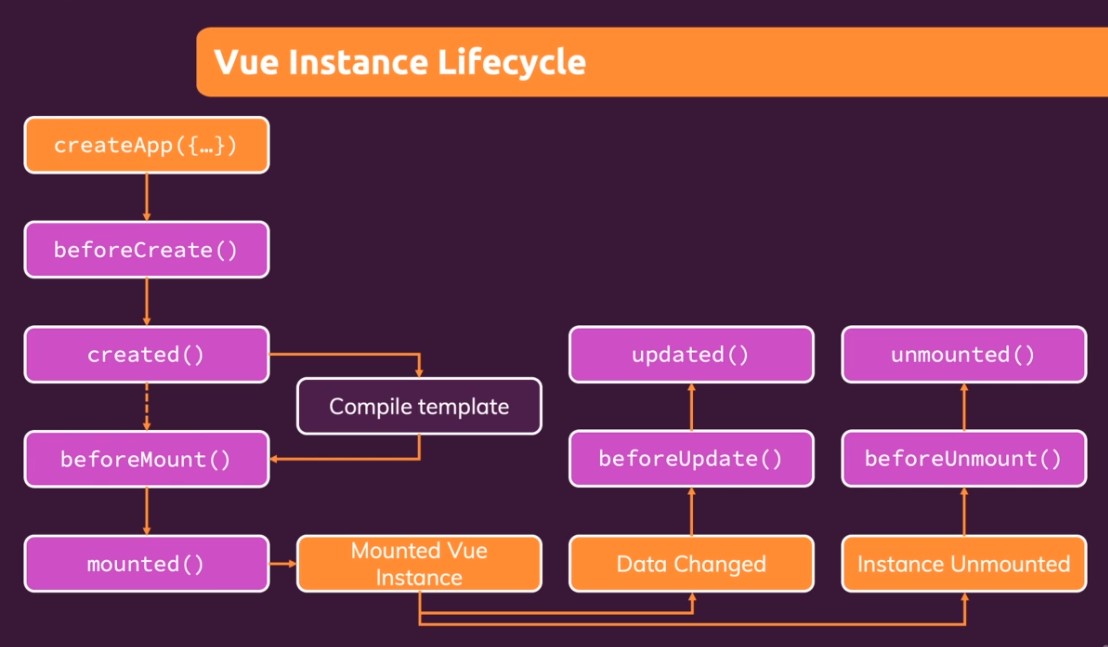 Vue Instance Lifecycle
createApp({…})
beforeCreate()
created()
Compile template
beforeMount()
mounted()
Mounted Vue
Instance
updated()
beforeUpdate()
Data Changed
unmounted()
beforeUnmount()
Instance Unmounted